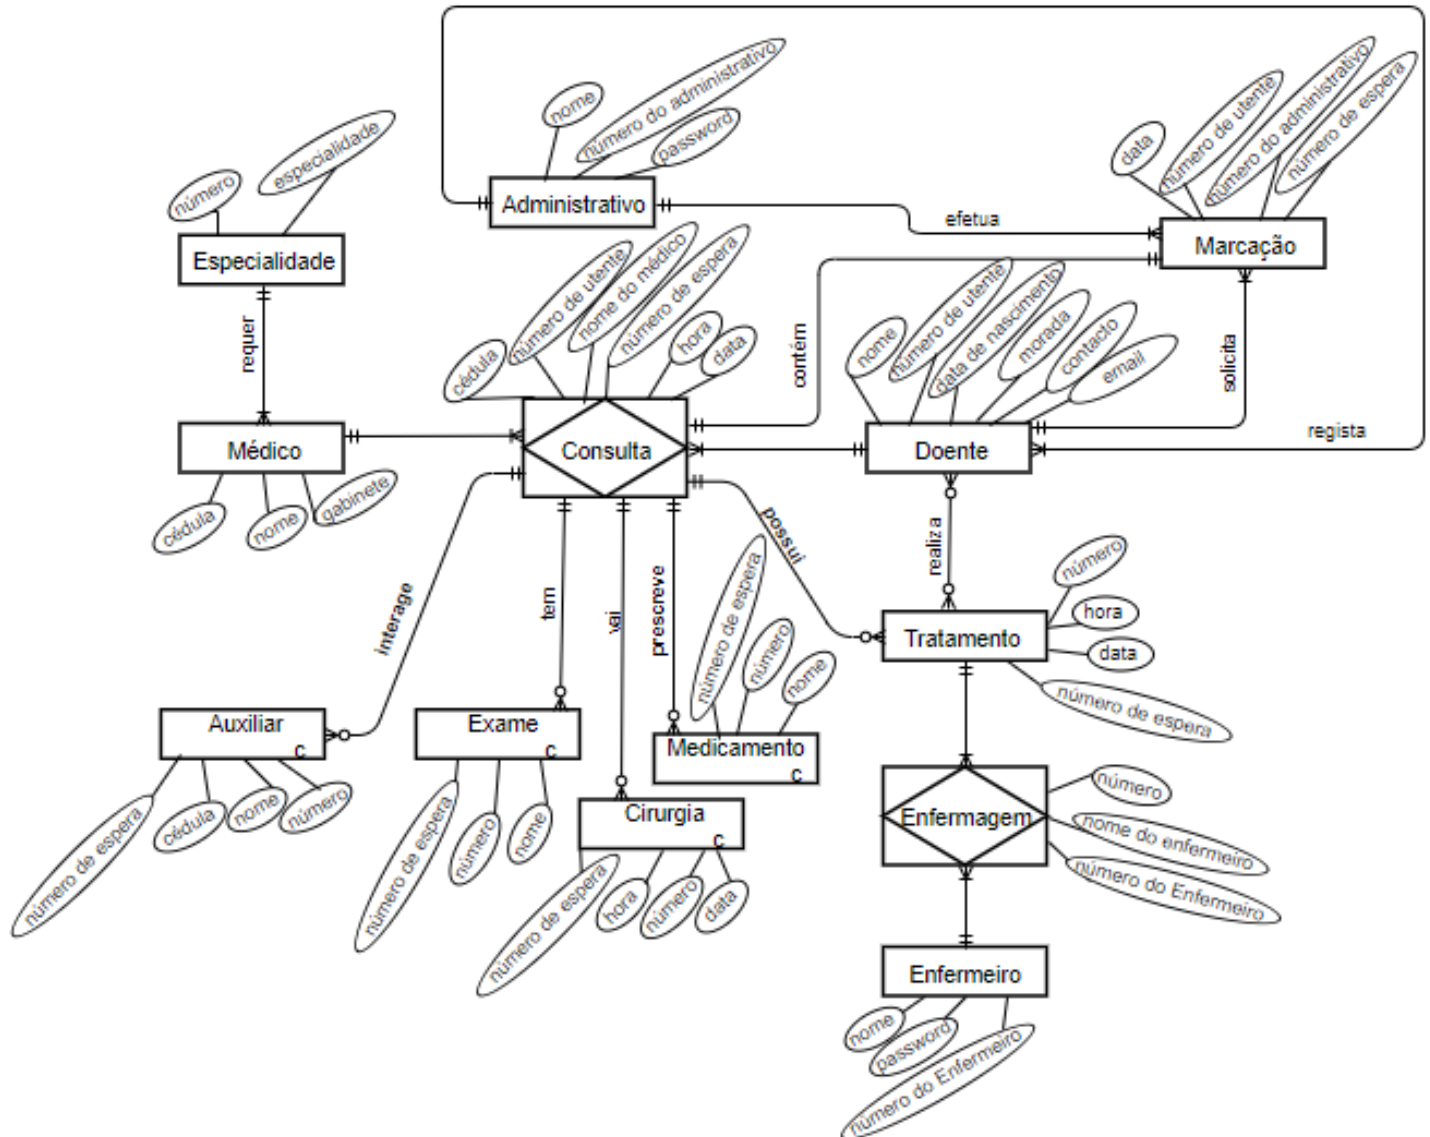 nome
número do administrativo
password
Administrativo
data
número de utente
número do administrativo
número de espera
Marcação
efetua
número
especialidade
Especialidade
requer
cédula
número de utente
nome do médico
número de espera
hora
data
Consulta
contém
nome
número de utente
data de nascimento
morada
contacto
email
Doente
solicita
regista
Médico
cédula
nome
gabinete
interage
tem
vai
prescreve
possui
realiza
número
hora
data
número de espera
Tratamento
número de espera
número
nome
Medicamento
C
Auxiliar
C
número de espera
cédula
nome
número
Exame
C
número de espera
número
nome
Cirurgia
C
número de espera
hora
número
data
Enfermagem
número
nome do enfermeiro
número do Enfermeiro
Enfermeiro
nome
password
número do Enfermeiro